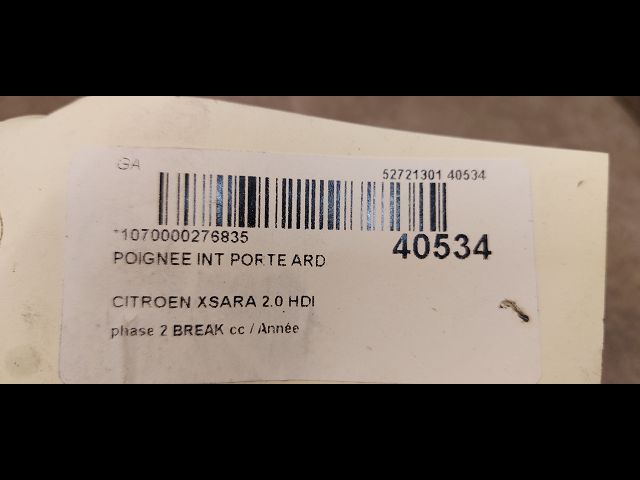 GA
52721301 40534
*1070000276835
40534
POIGNEE INT PORTE ARD
CITROEN XSARA 2.0 HDI
phase 2 BREAK cc / Année